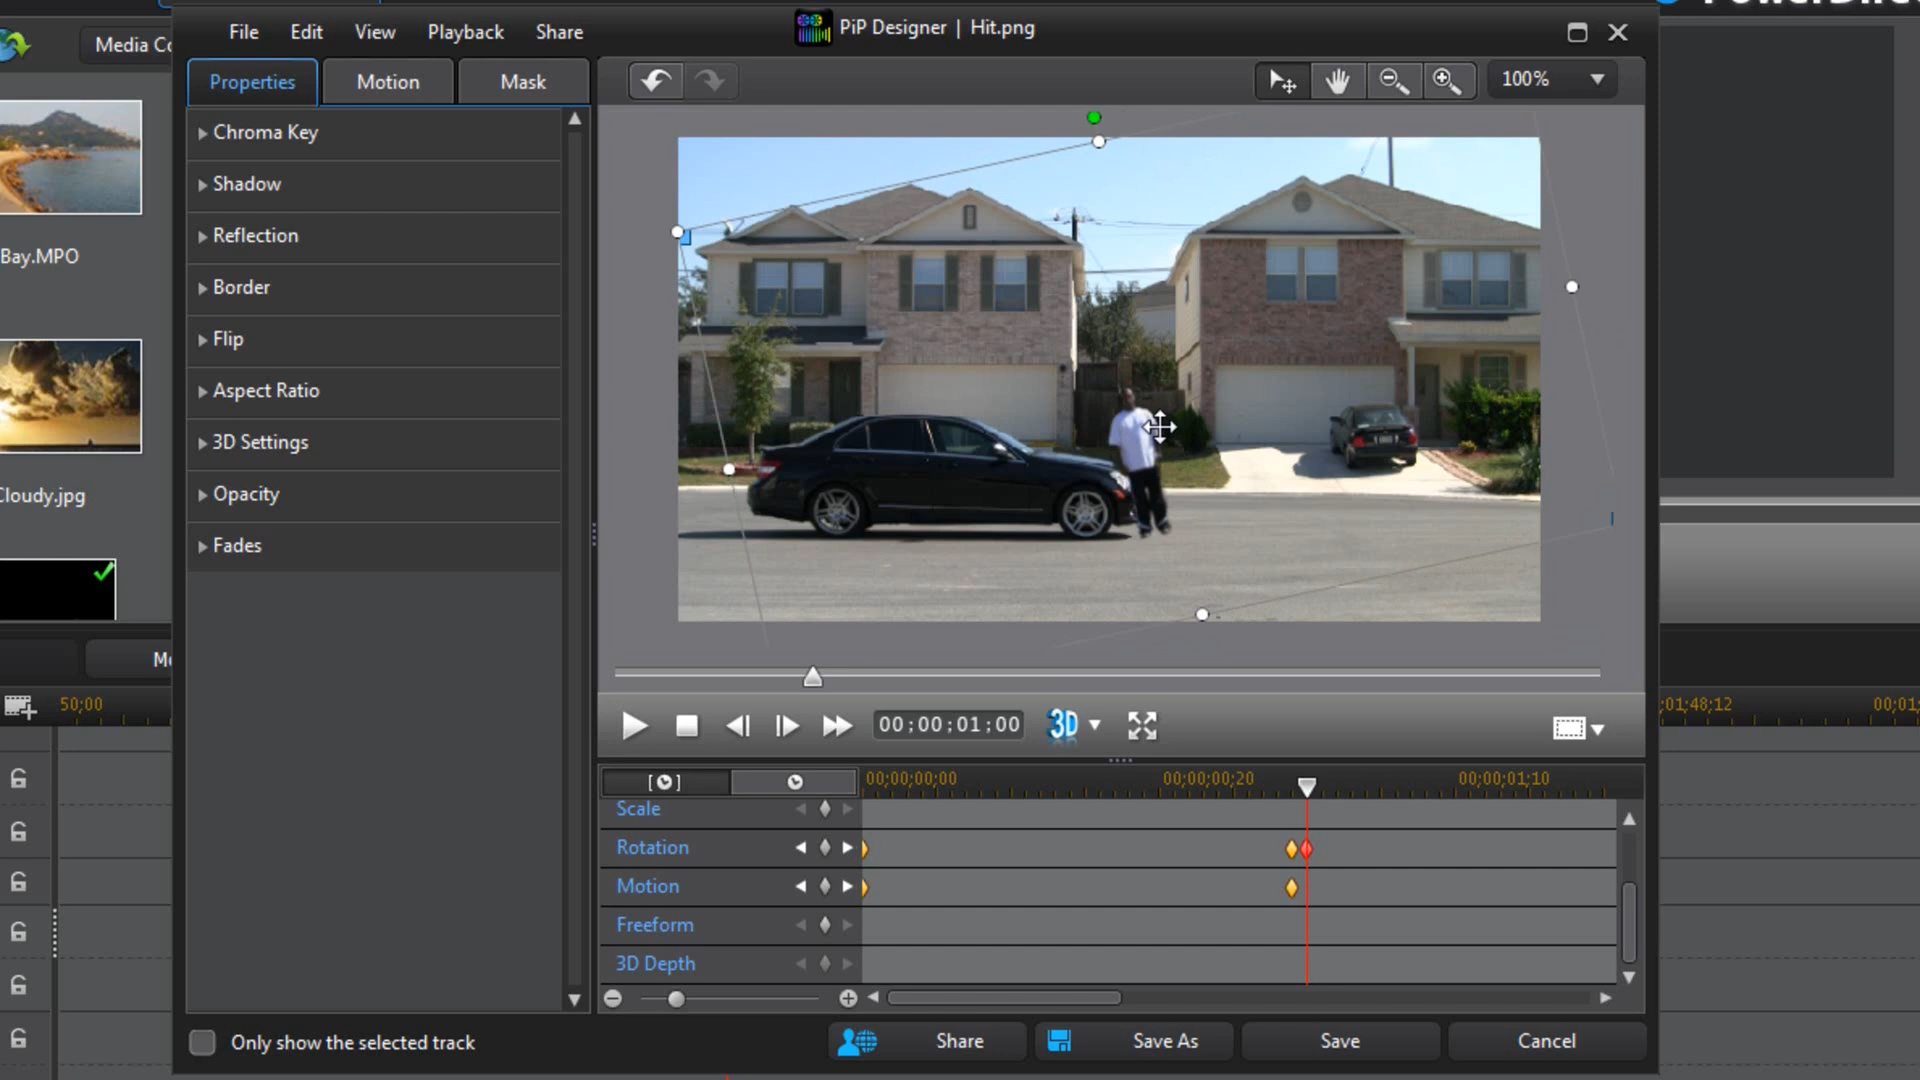 File Edit View Playback Share
PiP Designer | Hit.png
Media
Properties Motion Mask
100%
Chroma Key
Shadow
Bay.MPO
Reflection
Border
Flip
Aspect Ratio
3D Settings
Cloudy.jpg
Opacity
Fades
50;00
00;00;01;00
3D
;01;48;12
00;00;00;00 00;00;00;20 00;00;01;10
Scale
Rotation
Motion
Freeform
3D Depth
Only show the selected track
Share Save As Save Cancel